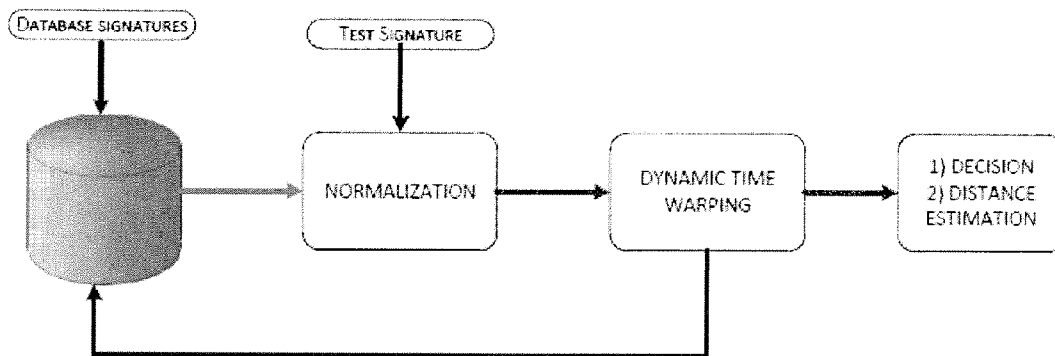 DATABASE SIGNATURES
TEST SIGNATURE
NORMALIZATION
DYNAMIC TIME
WARPING
1) DECISION
2) DISTANCE
ESTIMATION